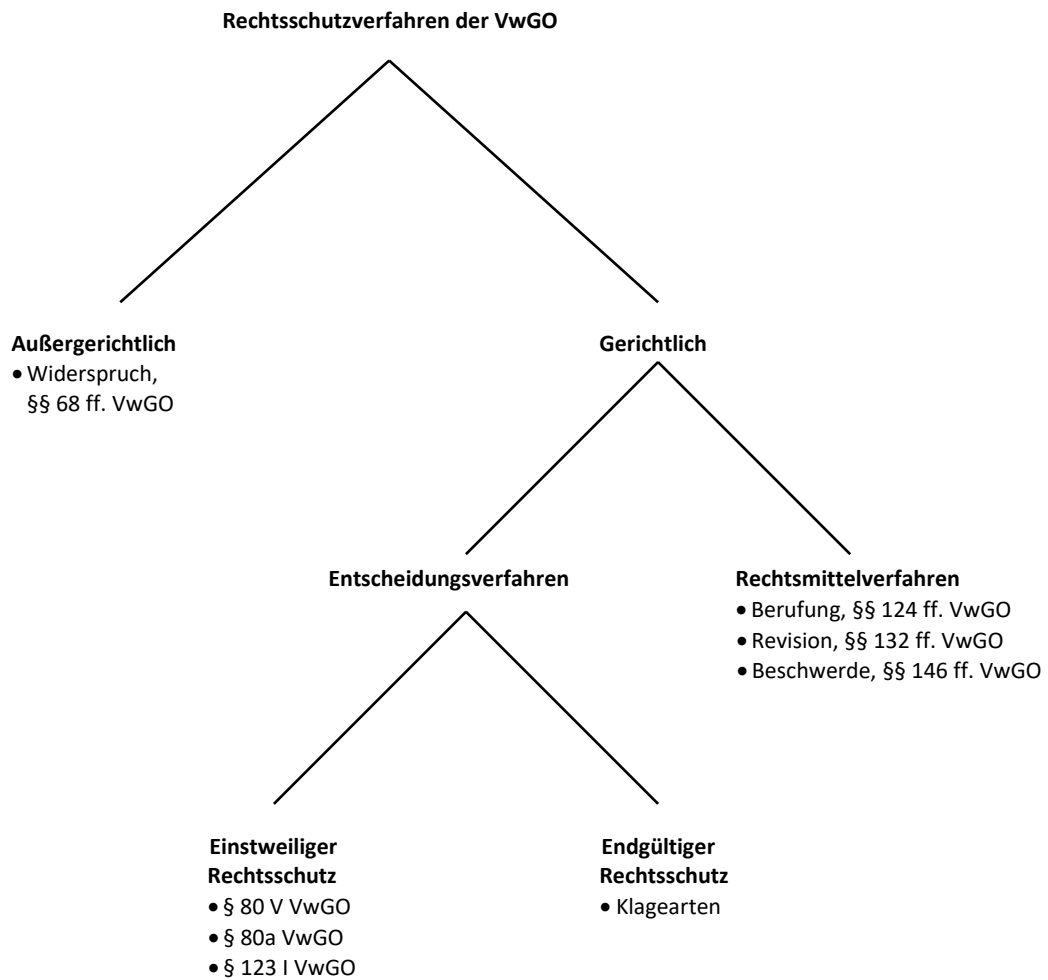 Rechtsschutzverfahren der VwGO
Außergerichtlich
• Widerspruch,
§§ 68 ff. VwGO
Gerichtlich
Entscheidungsverfahren
Rechtsmittelverfahren
• Berufung, §§ 124 ff. VwGO
• Revision, §§ 132 ff. VwGO
• Beschwerde, §§ 146 ff. VwGO
Einstweiliger
Rechtsschutz
• § 80 V VwGO
• § 80a VwGO
• § 123 I VwGO
Endgültiger
Rechtsschutz
• Klagearten